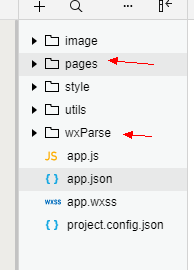 image
pages
style
utils
wxParse
JS app.js
{ } app.json
WXSS app.wxss
{ } project.config.json